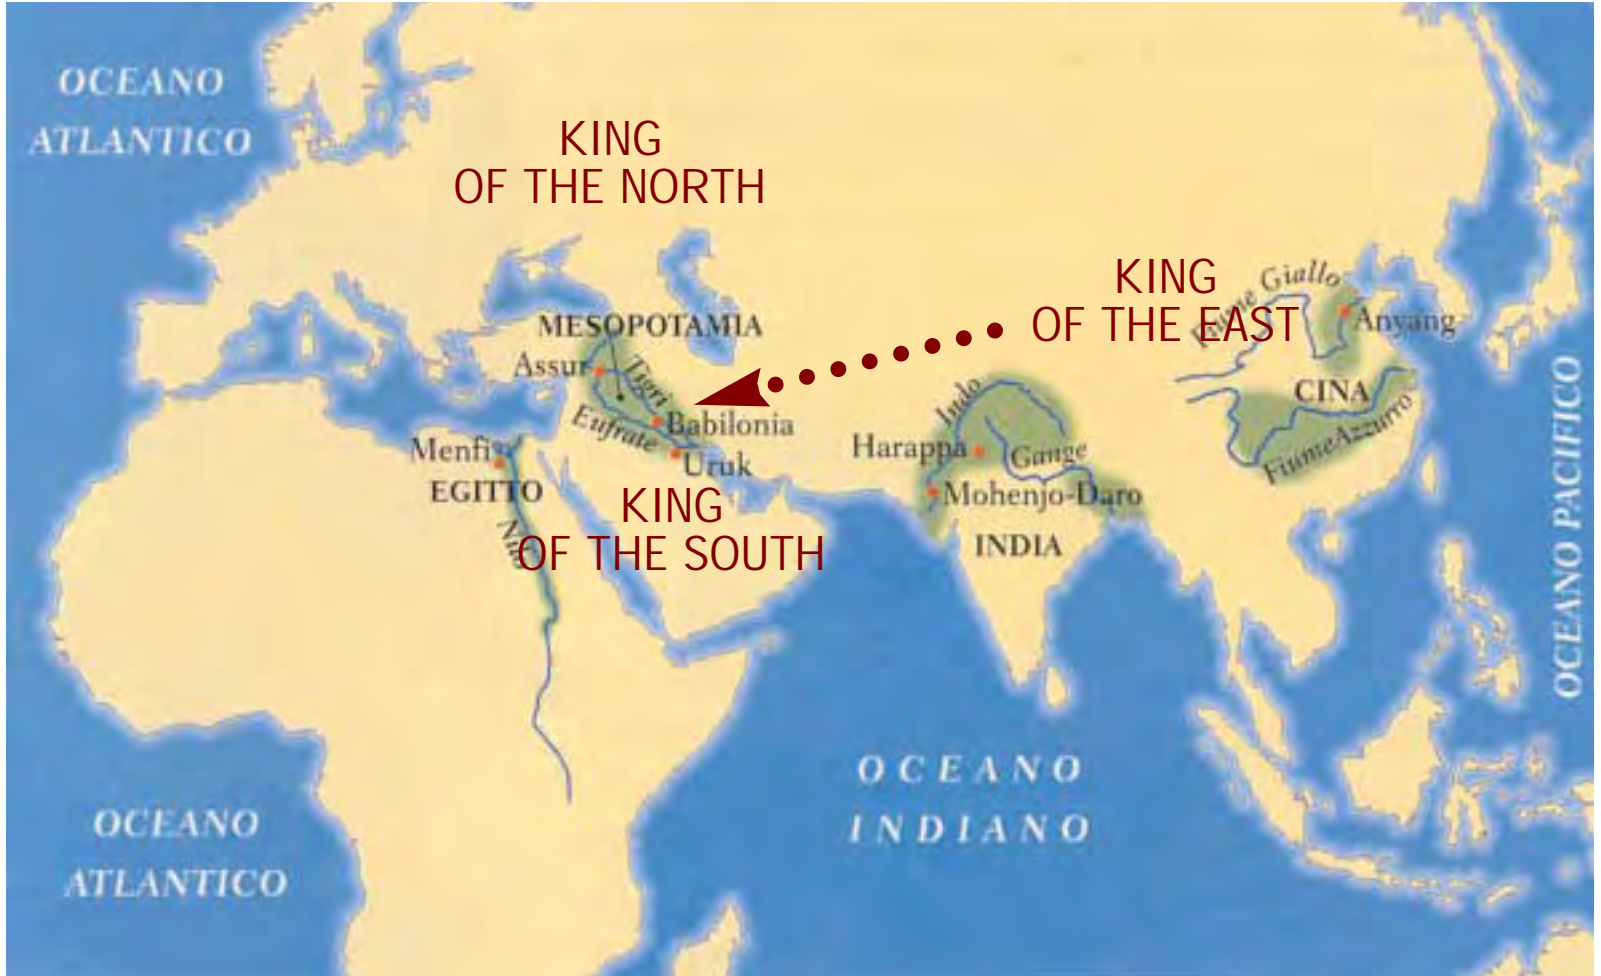 OCEANO
ATLANTICO
KING
OF THE NORTH
KING
OF THE EAST
Fiume Giallo
Anyang
MESOPOTAMIA
Assur
Tigri
Eufrate
Babilonia
Uruk
Menfi
EGITTO
Nilo
KING
OF THE SOUTH
Indo
Harappa
Gange
Mohenjo-Daro
INDIA
CINA
Fiume Azzurro
OCEANO PACIFICO
OCEANO
INDIANO
OCEANO
ATLANTICO